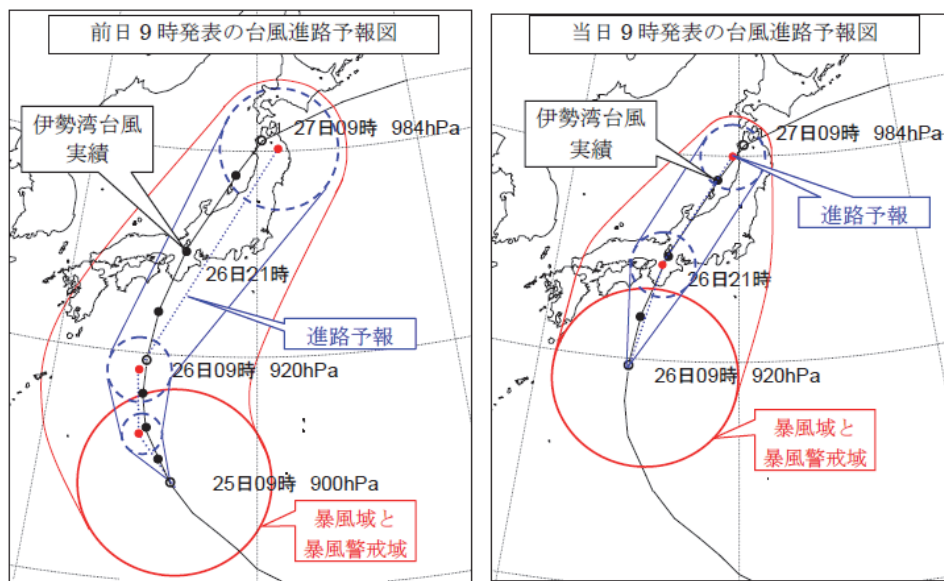 前日9時発表の台風進路予報図
伊勢湾台風
実績
27日09時 984hPa
26日21時
進路予報
26日09時 920hPa
25日09時 900hPa
暴風域と
暴風警戒域
当日9時発表の台風進路予報図
伊勢湾台風
実績
27日09時 984hPa
進路予報
26日21時
26日09時 920hPa
暴風域と
暴風警戒域